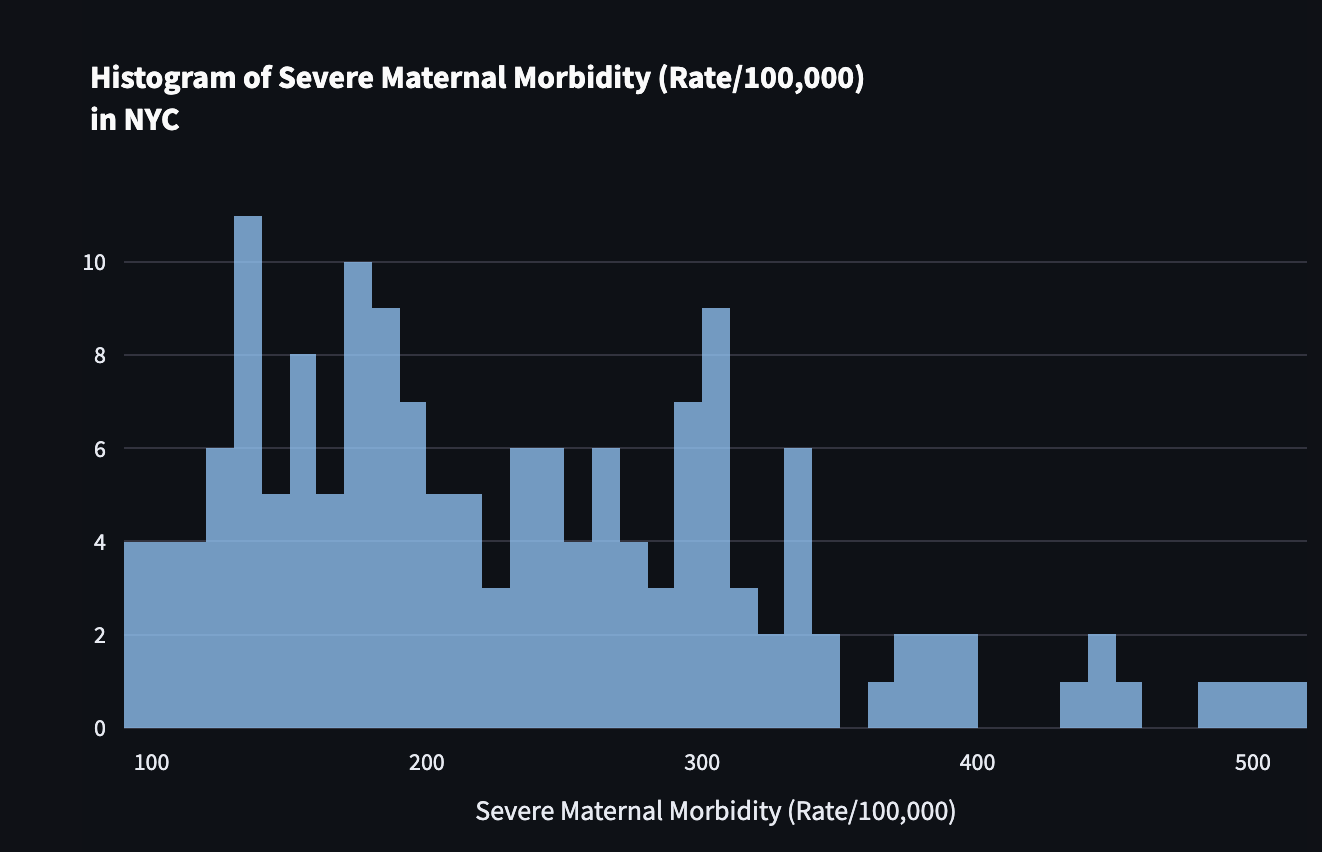 Histogram of Severe Maternal Morbidity (Rate/100,000)
in NYC
10
8
6
4
2
0
100 200 300 400 500
Severe Maternal Morbidity (Rate/100,000)